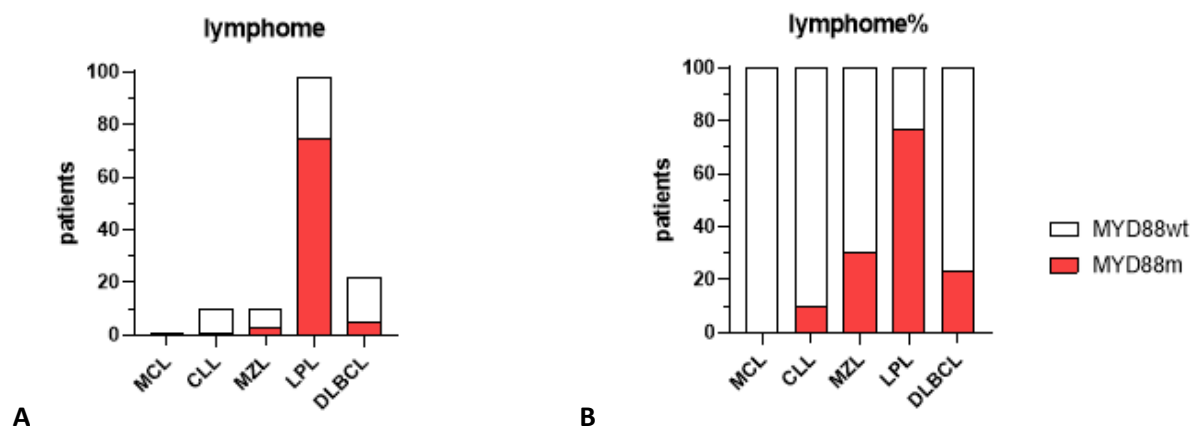 lymphome
100
80
60
40
20
0
patients
MCL
CLL
MZL
LPL
DLBCL
A
lymphome%
100
80
60
40
20
0
patients
MCL
CLL
MZL
LPL
DLBCL
B
MYD88wt
MYD88m